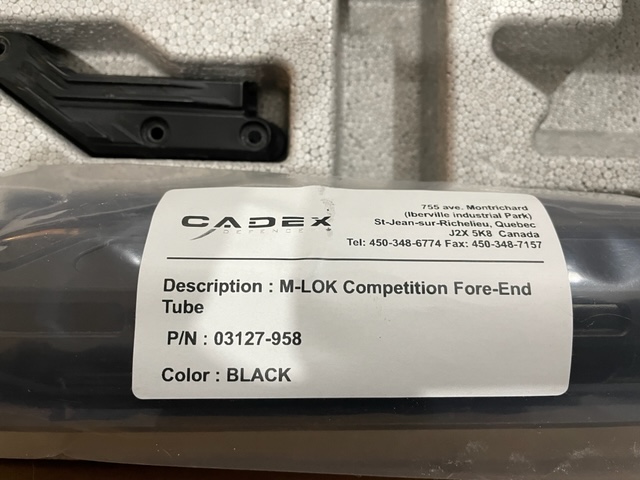 CADEX
DEFENCE
755 ave. Montrichard
(Iberville industrial Park)
St-Jean-sur-Richelieu, Quebec
J2X 5K8 Canada
Tel: 450-348-6774 Fax: 450-348-7157
Description : M-LOK Competition Fore-End
Tube
P/N : 03127-958
Color : BLACK